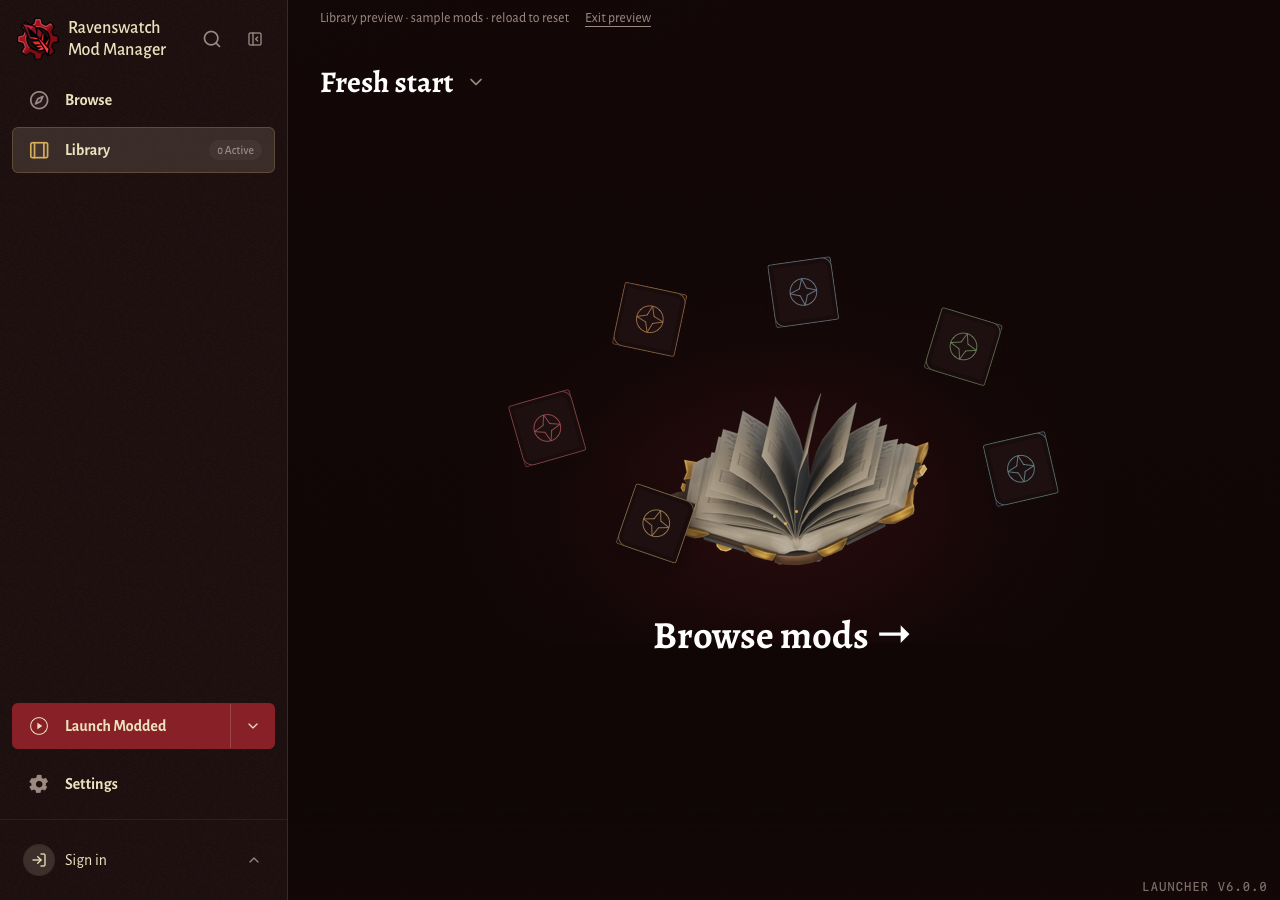 Ravenswatch
Mod Manager
Browse
Library
0 Active
Launch Modded
Settings
Sign in
Library preview · sample mods · reload to reset
Exit preview
Fresh start
Browse mods →
LAUNCHER V6.0.0